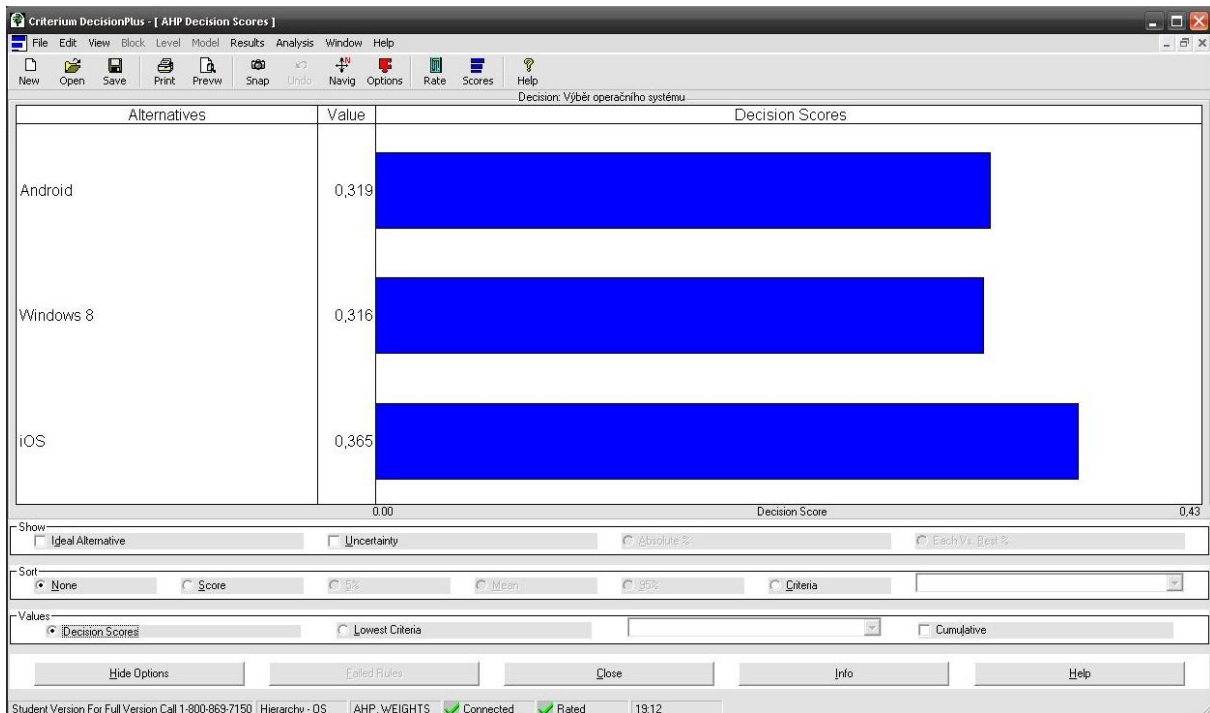 Criterium DecisionPlus - [ AHP Decision Scores ]
File Edit View Block Level Model Results Analysis Window Help
New Open Save Print Prevw Snap Undo Navig Options Rate Scores Help
Decision: Výběr operačního systému
Alternatives Value Decision Scores
Android 0,319
Windows 8 0,316
iOS 0,365
0.00 Decision Score 0,43
Show
Ideal Alternative Uncertainty Absolute % Each Vs. Best %
Sort
None Score 5% Mean 95% Criteria
Values
Decision Scores Lowest Criteria Cumulative
Hide Options Failed Rules Close Info Help
Student Version For Full Version Call 1-800-869-7150 Hierarchy - OS AHP, WEIGHTS Connected Rated 19:12